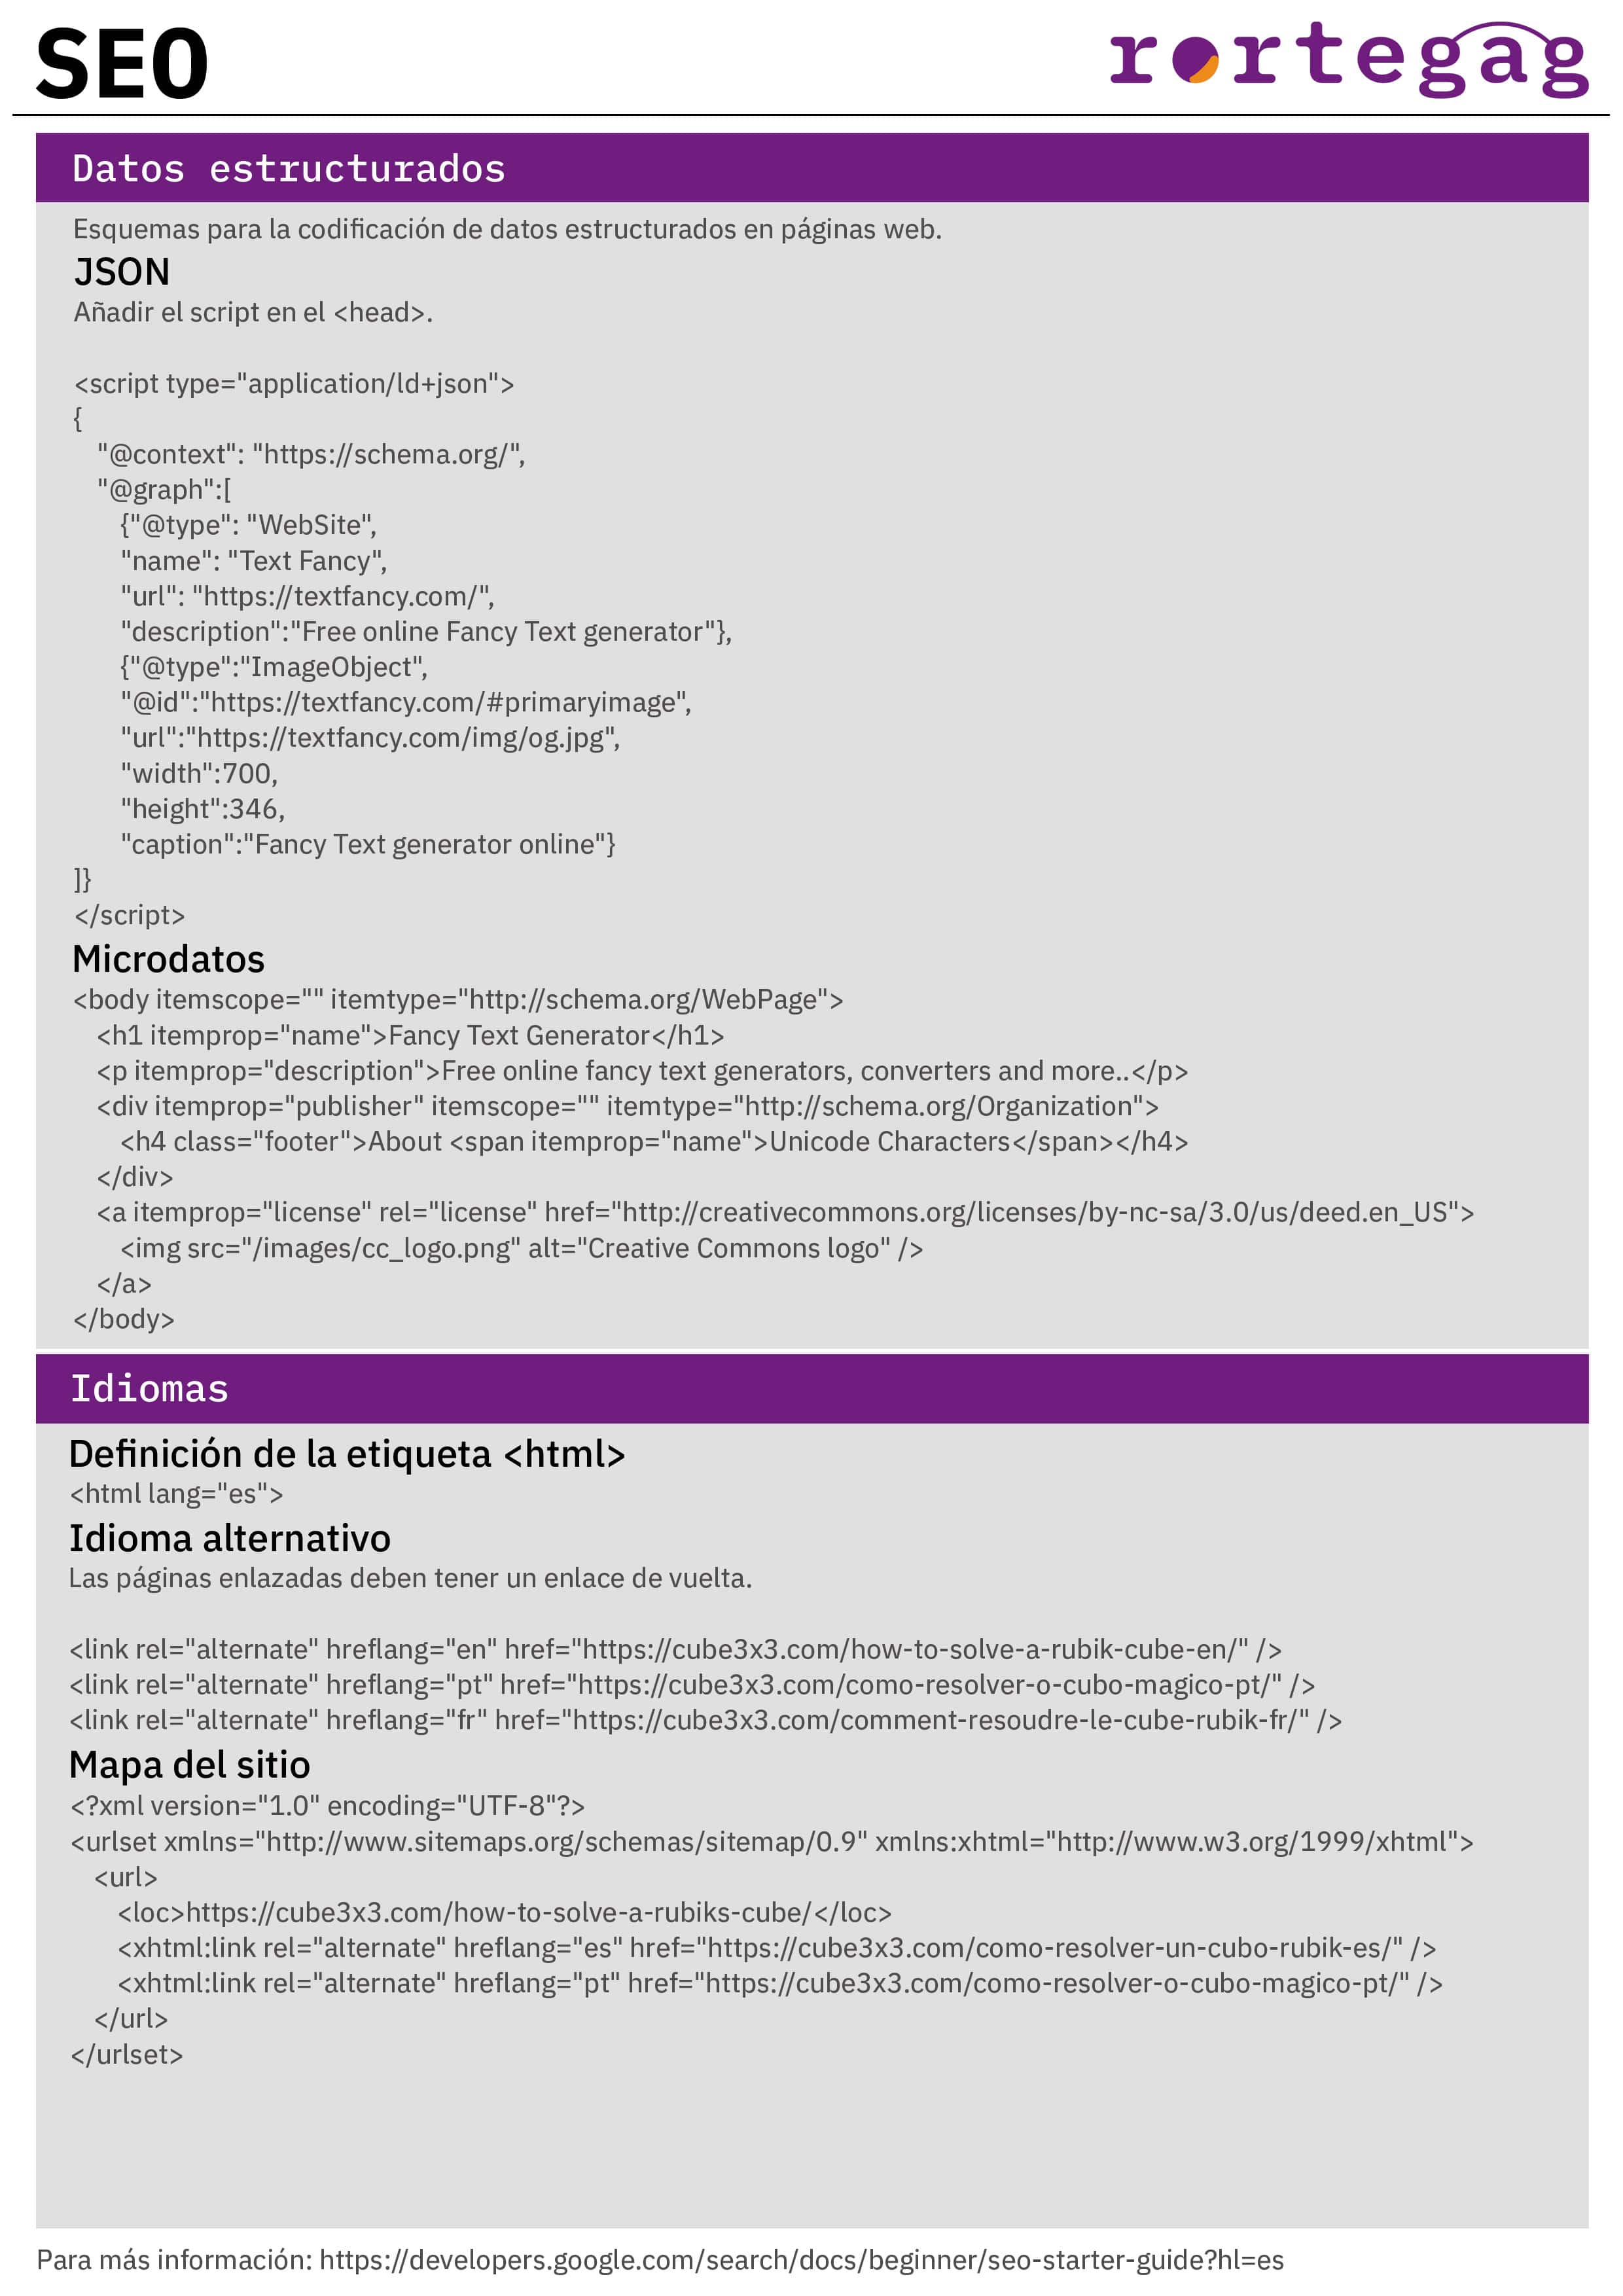 SEO
rortegag
Datos estructurados
Esquemas para la codificación de datos estructurados en páginas web.
JSON
Añadir el script en el <head>.
<script type="application/ld+json">
{
"@context": "https://schema.org/",
"@graph":[
{"@type": "WebSite",
"name": "Text Fancy",
"url": "https://textfancy.com/",
"description":"Free online Fancy Text generator"},
{"@type":"ImageObject",
"@id":"https://textfancy.com/#primaryimage",
"url":"https://textfancy.com/img/og.jpg",
"width":700,
"height":346,
"caption":"Fancy Text generator online"}
]}
</script>
Microdatos
<body itemscope="" itemtype="http://schema.org/WebPage">
<h1 itemprop="name">Fancy Text Generator</h1>
<p itemprop="description">Free online fancy text generators, converters and more..</p>
<div itemprop="publisher" itemscope="" itemtype="http://schema.org/Organization">
<h4 class="footer">About <span itemprop="name">Unicode Characters</span></h4>
</div>
<a itemprop="license" rel="license" href="http://creativecommons.org/licenses/by-nc-sa/3.0/us/deed.en_US">
<img src="/images/cc_logo.png" alt="Creative Commons logo" />
</a>
</body>
Idiomas
Definición de la etiqueta <html>
<html lang="es">
Idioma alternativo
Las páginas enlazadas deben tener un enlace de vuelta.
<link rel="alternate" hreflang="en" href="https://cube3x3.com/how-to-solve-a-rubik-cube-en/" />
<link rel="alternate" hreflang="pt" href="https://cube3x3.com/como-resolver-o-cubo-magico-pt/" />
<link rel="alternate" hreflang="fr" href="https://cube3x3.com/comment-resoudre-le-cube-rubik-fr/" />
Mapa del sitio
<?xml version="1.0" encoding="UTF-8"?>
<urlset xmlns="http://www.sitemaps.org/schemas/sitemap/0.9" xmlns:xhtml="http://www.w3.org/1999/xhtml">
<url>
<loc>https://cube3x3.com/how-to-solve-a-rubiks-cube/</loc>
<xhtml:link rel="alternate" hreflang="es" href="https://cube3x3.com/como-resolver-un-cubo-rubik-es/" />
<xhtml:link rel="alternate" hreflang="pt" href="https://cube3x3.com/como-resolver-o-cubo-magico-pt/" />
</url>
</urlset>
Para más información: https://developers.google.com/search/docs/beginner/seo-starter-guide?hl=es